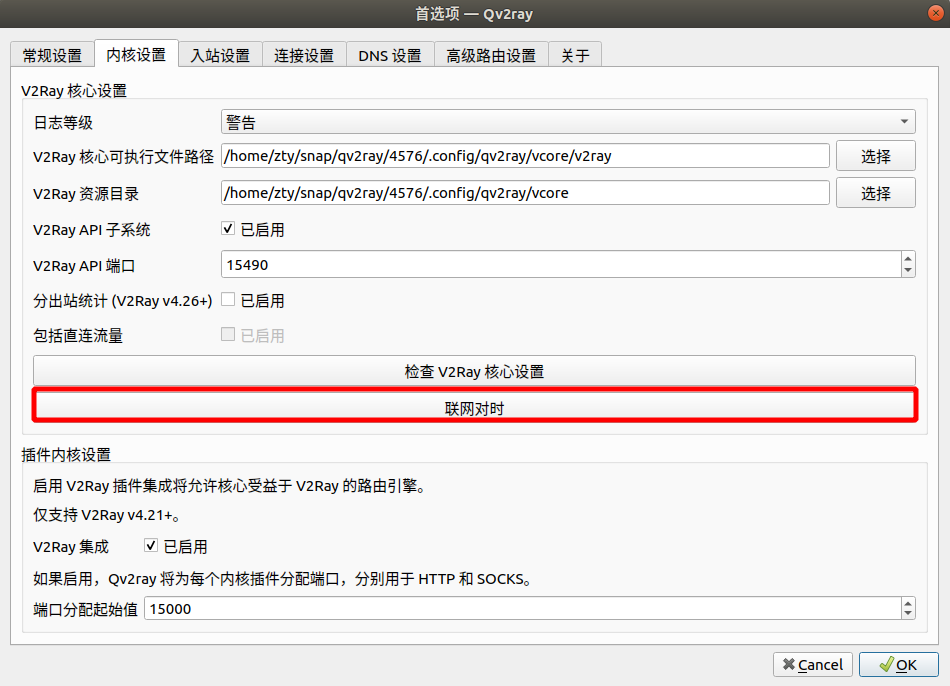 首选项 — Qv2ray
常规设置 内核设置 入站设置 连接设置 DNS 设置 高级路由设置 关于
V2Ray 核心设置
日志等级 警告
V2Ray 核心可执行文件路径 /home/zty/snap/qv2ray/4576/.config/qv2ray/vcore/v2ray 选择
V2Ray 资源目录 /home/zty/snap/qv2ray/4576/.config/qv2ray/vcore 选择
V2Ray API 子系统 已启用
V2Ray API 端口 15490
分出站统计 (V2Ray v4.26+) 已启用
包括直连流量 已启用
检查 V2Ray 核心设置
联网对时
插件内核设置
启用 V2Ray 插件集成将允许核心受益于 V2Ray 的路由引擎。
仅支持 V2Ray v4.21+。
V2Ray 集成 已启用
如果启用，Qv2ray 将为每个内核插件分配端口，分别用于 HTTP 和 SOCKS。
端口分配起始值 15000
Cancel OK